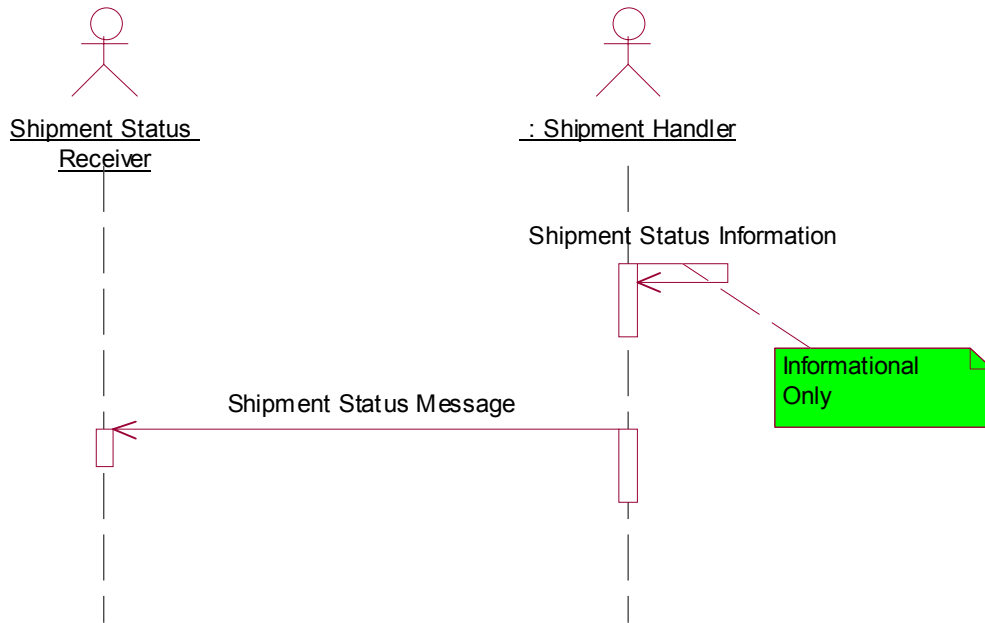 Shipment Status
Receiver
: Shipment Handler
Shipment Status Information
Informational
Only
Shipment Status Message